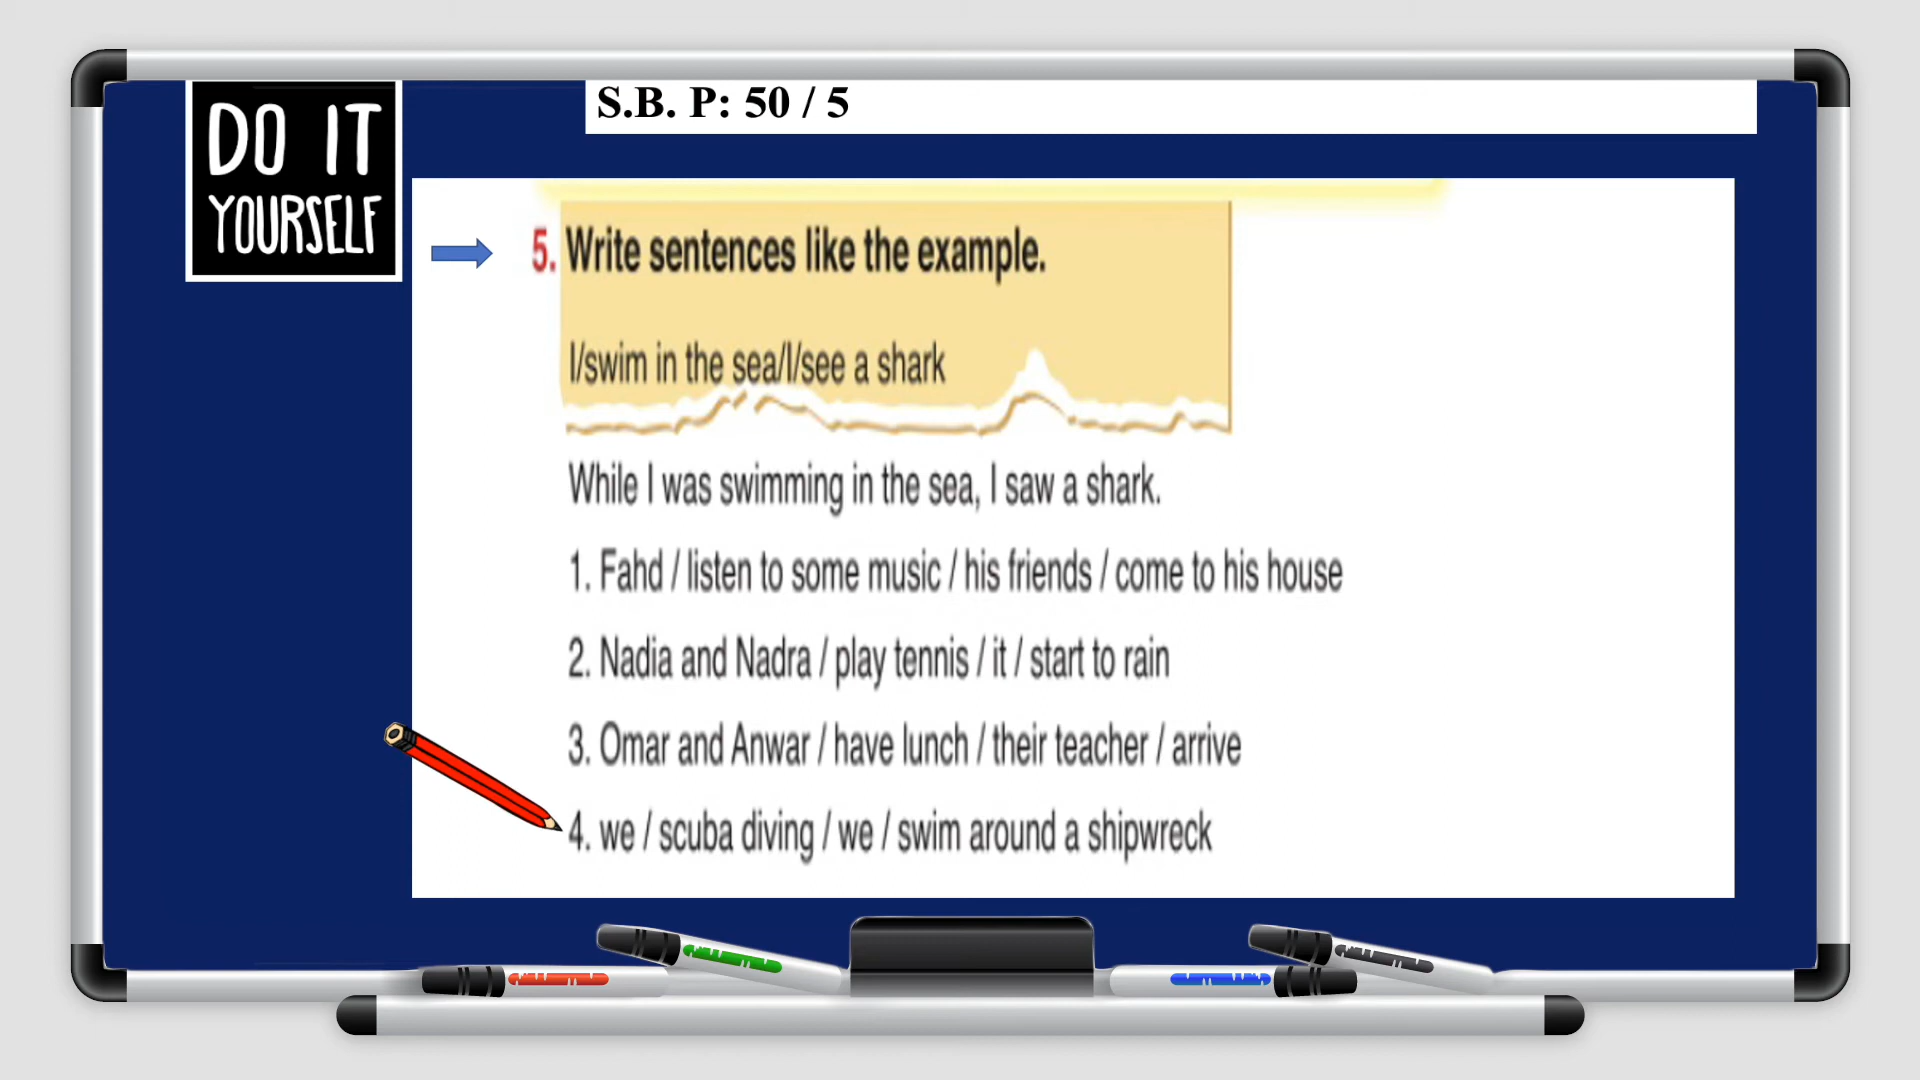 DO IT
YOURSELF
S.B. P: 50 / 5
5. Write sentences like the example.
I/swim in the sea/I/see a shark
While I was swimming in the sea, I saw a shark.
1. Fahd / listen to some music / his friends / come to his house
2. Nadia and Nadra / play tennis / it / start to rain
3. Omar and Anwar / have lunch / their teacher / arrive
4. we / scuba diving / we / swim around a shipwreck